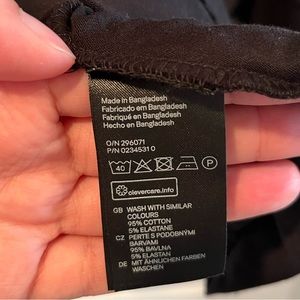 Made in Bangladesh
Fabricado em Bangladesh
Fabriqué en Bangladesh
Hecho en Bangladesh
O/N 296071
P/N 0234531 0
40 P
clevercare.info
GB WASH WITH SIMILAR
COLOURS
95% COTTON
5% ELASTANE
CZ PERTE S PODOBNÝMI
BARVAMI
95% BAVLNA
5% ELASTAN
DE MIT ÄHNLICHEN FARBEN
WASCHEN